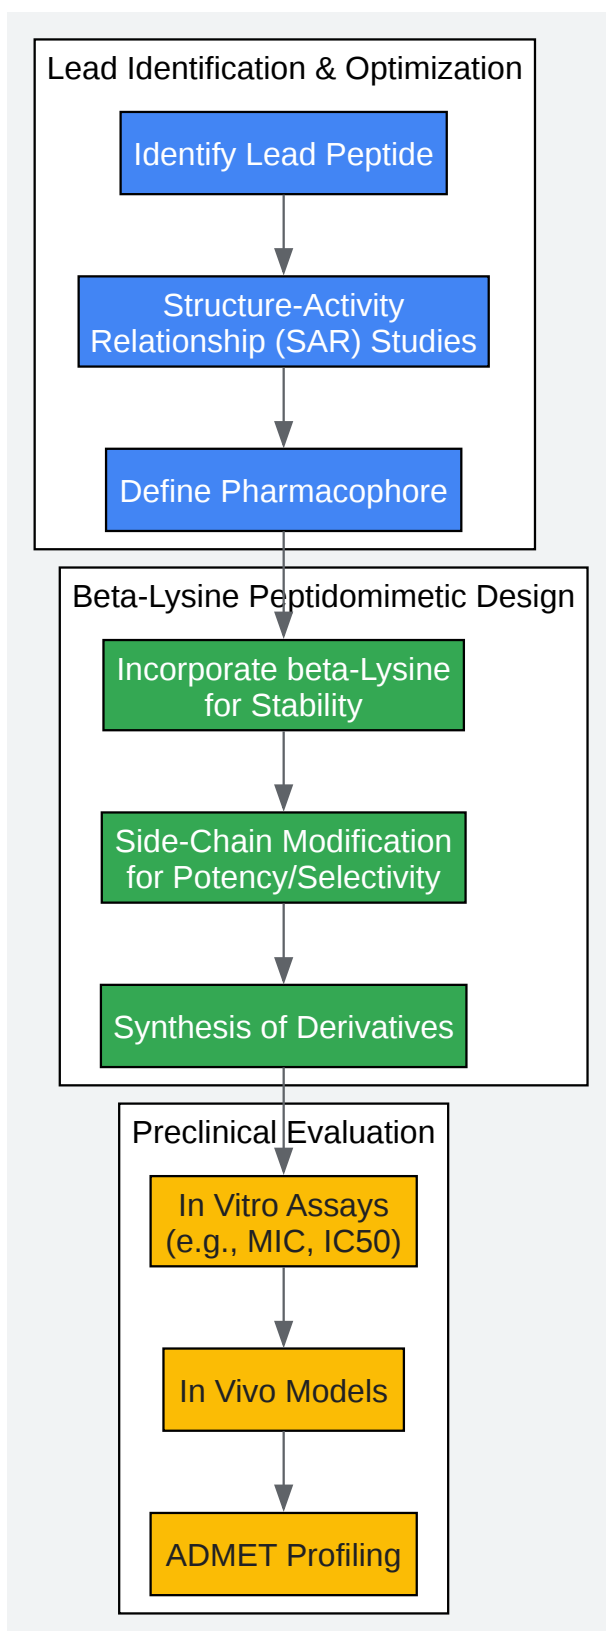 Lead Identification & Optimization
Identify Lead Peptide
Structure-Activity
Relationship (SAR) Studies
Define Pharmacophore
Beta-Lysine Peptidomimetic Design
Incorporate beta-Lysine
for Stability
Side-Chain Modification
for Potency/Selectivity
Synthesis of Derivatives
Preclinical Evaluation
In Vitro Assays
(e.g., MIC, IC50)
In Vivo Models
ADMET Profiling